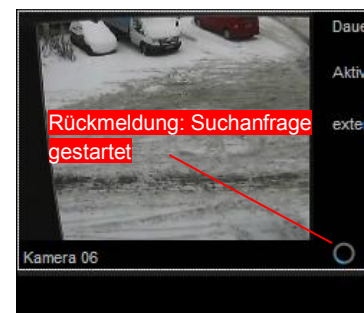 Daue
Aktiv
Rückmeldung: Suchanfrage
gestartet
exte
Kamera 06